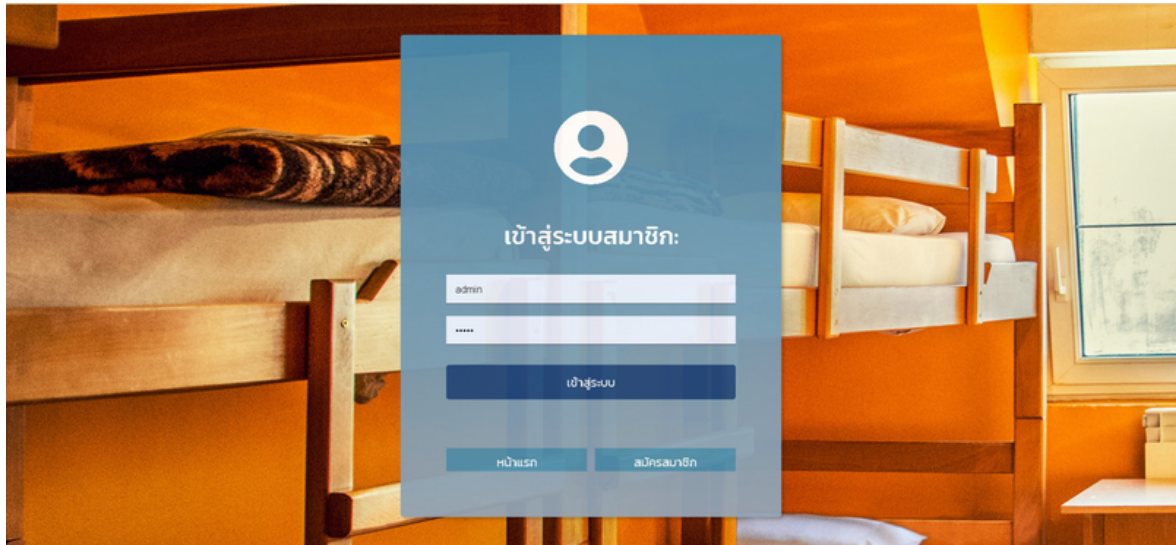 เข้าสู่ระบบสมาชิก:
admin
•••••
เข้าสู่ระบบ
หน้าแรก
สมัครสมาชิก